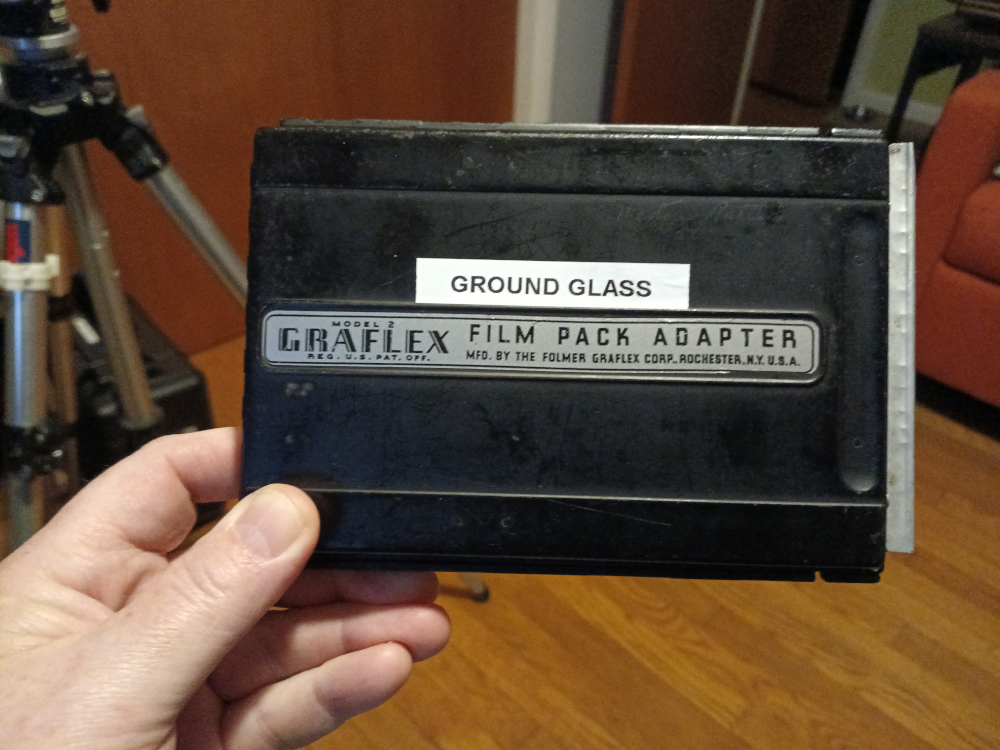 GROUND GLASS
MODEL 2
GRAFLEX
REG. U.S. PAT. OFF.
FILM PACK ADAPTER
MFD. BY THE FOLMER GRAFLEX CORP., ROCHESTER, N.Y. U.S.A.